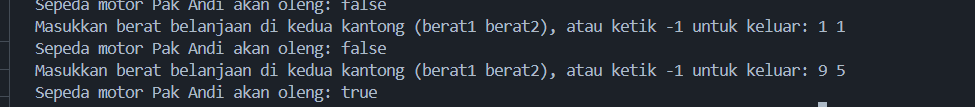 Sepeda motor Pak Andi akan oleng: false
Masukkan berat belanjaan di kedua kantong (berat1 berat2), atau ketik -1 untuk keluar: 1 1
Sepeda motor Pak Andi akan oleng: false
Masukkan berat belanjaan di kedua kantong (berat1 berat2), atau ketik -1 untuk keluar: 9 5
Sepeda motor Pak Andi akan oleng: true